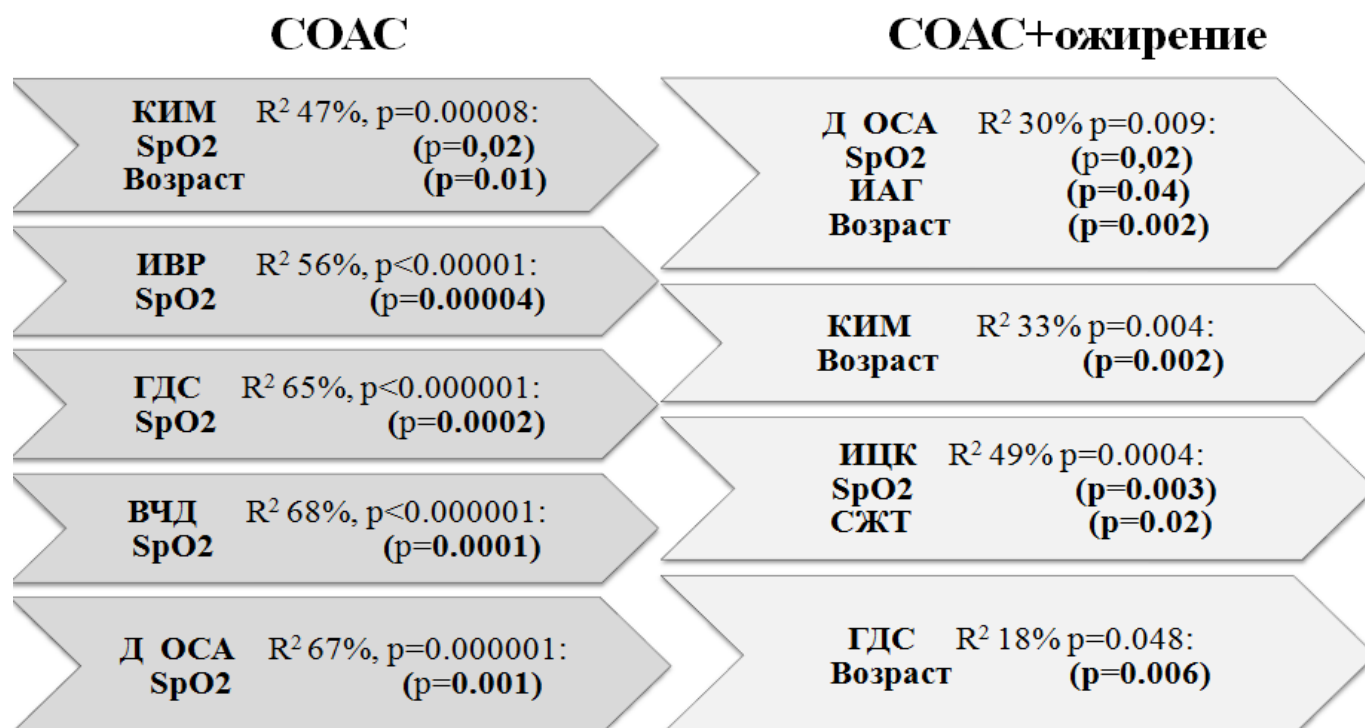 СОАС
КИМ R² 47%, p=0.00008:
SpO2 (p=0,02)
Возраст (p=0.01)
ИВР R² 56%, p<0.00001:
SpO2 (p=0.00004)
ГДС R² 65%, p<0.000001:
SpO2 (p=0.0002)
ВЧД R² 68%, p<0.000001:
SpO2 (p=0.0001)
Д ОСА R² 67%, p=0.000001:
SpO2 (p=0.001)
СОАС+ожирение
Д ОСА R² 30% p=0.009:
SpO2 (p=0,02)
ИАГ (p=0.04)
Возраст (p=0.002)
КИМ R² 33% p=0.004:
Возраст (p=0.002)
ИЦК R² 49% p=0.0004:
SpO2 (p=0.003)
СЖТ (p=0.02)
ГДС R² 18% p=0.048:
Возраст (p=0.006)